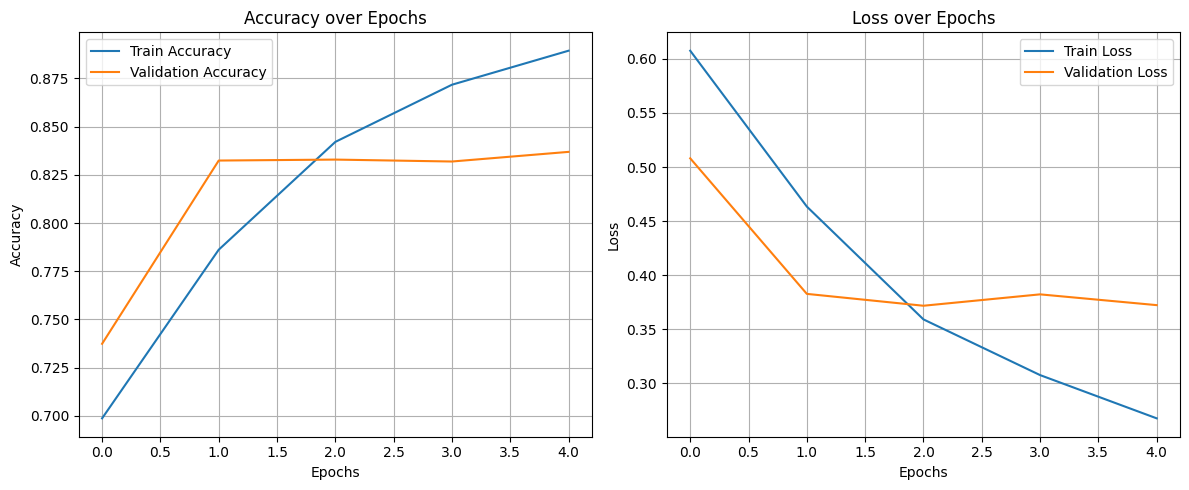 Accuracy over Epochs
Train Accuracy
Validation Accuracy
Accuracy
0.875
0.850
0.825
0.800
0.775
0.750
0.725
0.700
0.0 0.5 1.0 1.5 2.0 2.5 3.0 3.5 4.0
Epochs
Loss over Epochs
Train Loss
Validation Loss
Loss
0.60
0.55
0.50
0.45
0.40
0.35
0.30
0.0 0.5 1.0 1.5 2.0 2.5 3.0 3.5 4.0
Epochs